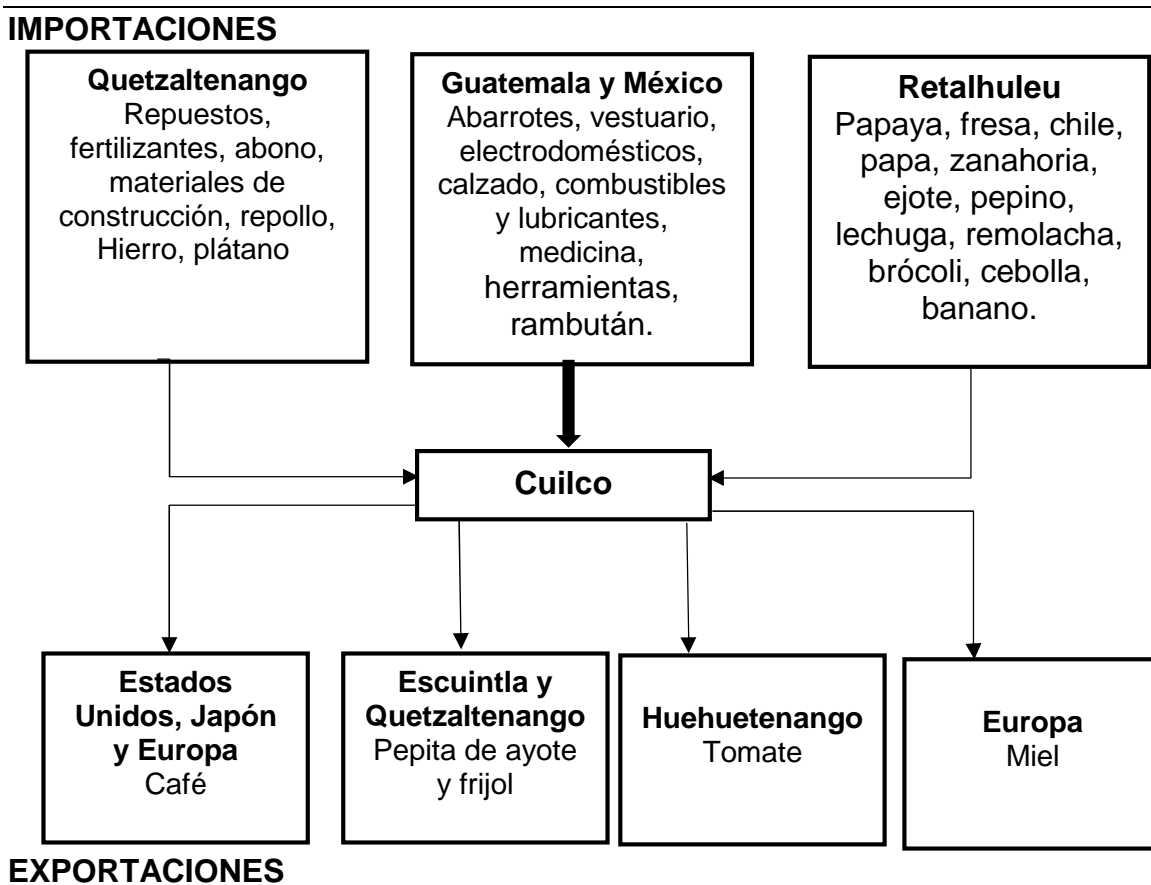 IMPORTACIONES
Quetzaltenango
Repuestos,
fertilizantes, abono,
materiales de
construcción, repollo,
Hierro, plátano
Guatemala y México
Abarrotes, vestuario,
electrodomésticos,
calzado, combustibles
y lubricantes,
medicina,
herramientas,
rambután.
Retalhuleu
Papaya, fresa, chile,
papa, zanahoria,
ejote, pepino,
lechuga, remolacha,
brócoli, cebolla,
banano.
Cuilco
Estados
Unidos, Japón
y Europa
Café
Escuintla y
Quetzaltenango
Pepita de ayote
y frijol
Huehuetenango
Tomate
Europa
Miel
EXPORTACIONES